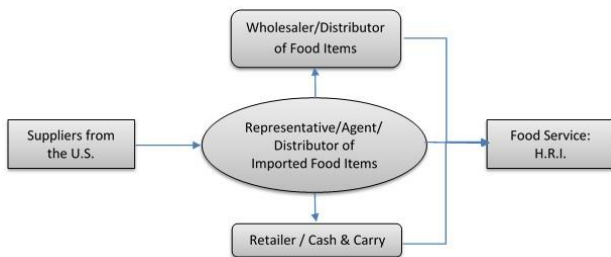 Wholesaler/Distributor
of Food Items
Suppliers from
the U.S.
Representative/Agent/
Distributor of
Imported Food Items
Food Service:
H.R.I.
Retailer / Cash & Carry